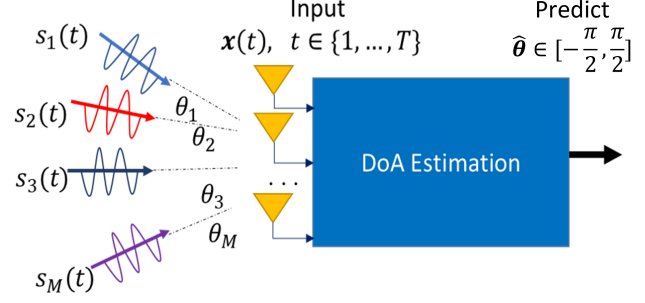 Input
Predict
s₁(t)
𝒙(t), t ∈ {1, …, T}
θ̂ ∈ [-π/2, π/2]
θ₁
s₂(t)
θ₂
DoA Estimation
s₃(t)
...
θ₃
θ_M
s_M(t)